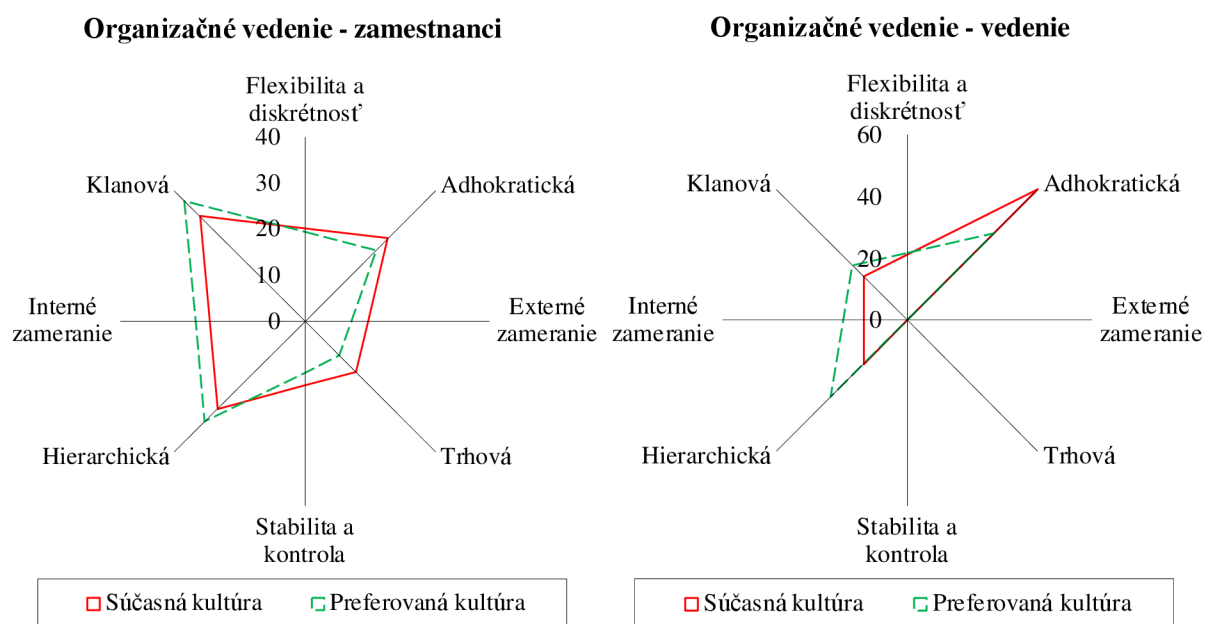 Organizačné vedenie - zamestnanci
Flexibilita a
diskrétnosť
40
30
20
10
0
Klanová
Adhokratická
Interné
zameranie
Externé
zameranie
Hierarchická
Trhová
Stabilita a
kontrola
Súčasná kultúra
Preferovaná kultúra
Organizačné vedenie - vedenie
Flexibilita a
diskrétnosť
60
40
20
0
Klanová
Adhokratická
Interné
zameranie
Externé
zameranie
Hierarchická
Trhová
Stabilita a
kontrola
Súčasná kultúra
Preferovaná kultúra